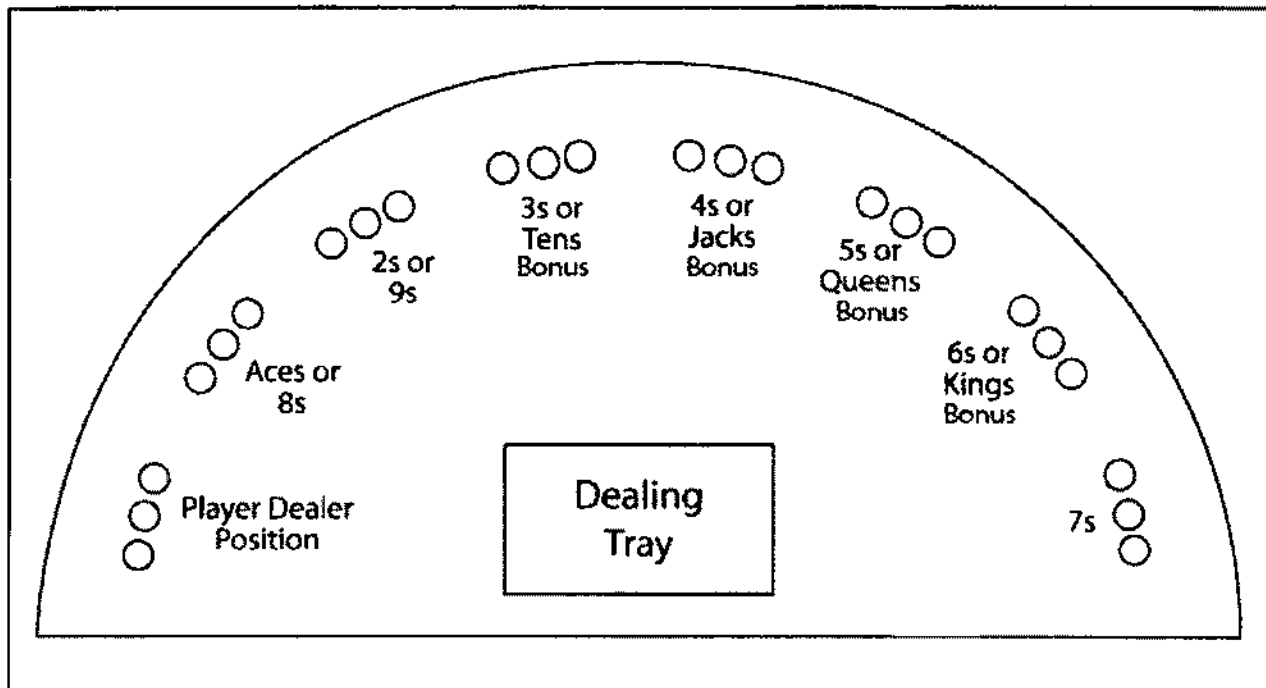 3s or
Tens
Bonus
4s or
Jacks
Bonus
2s or
9s
5s or
Queens
Bonus
Aces or
8s
6s or
Kings
Bonus
Player Dealer
Position
Dealing
Tray
7s